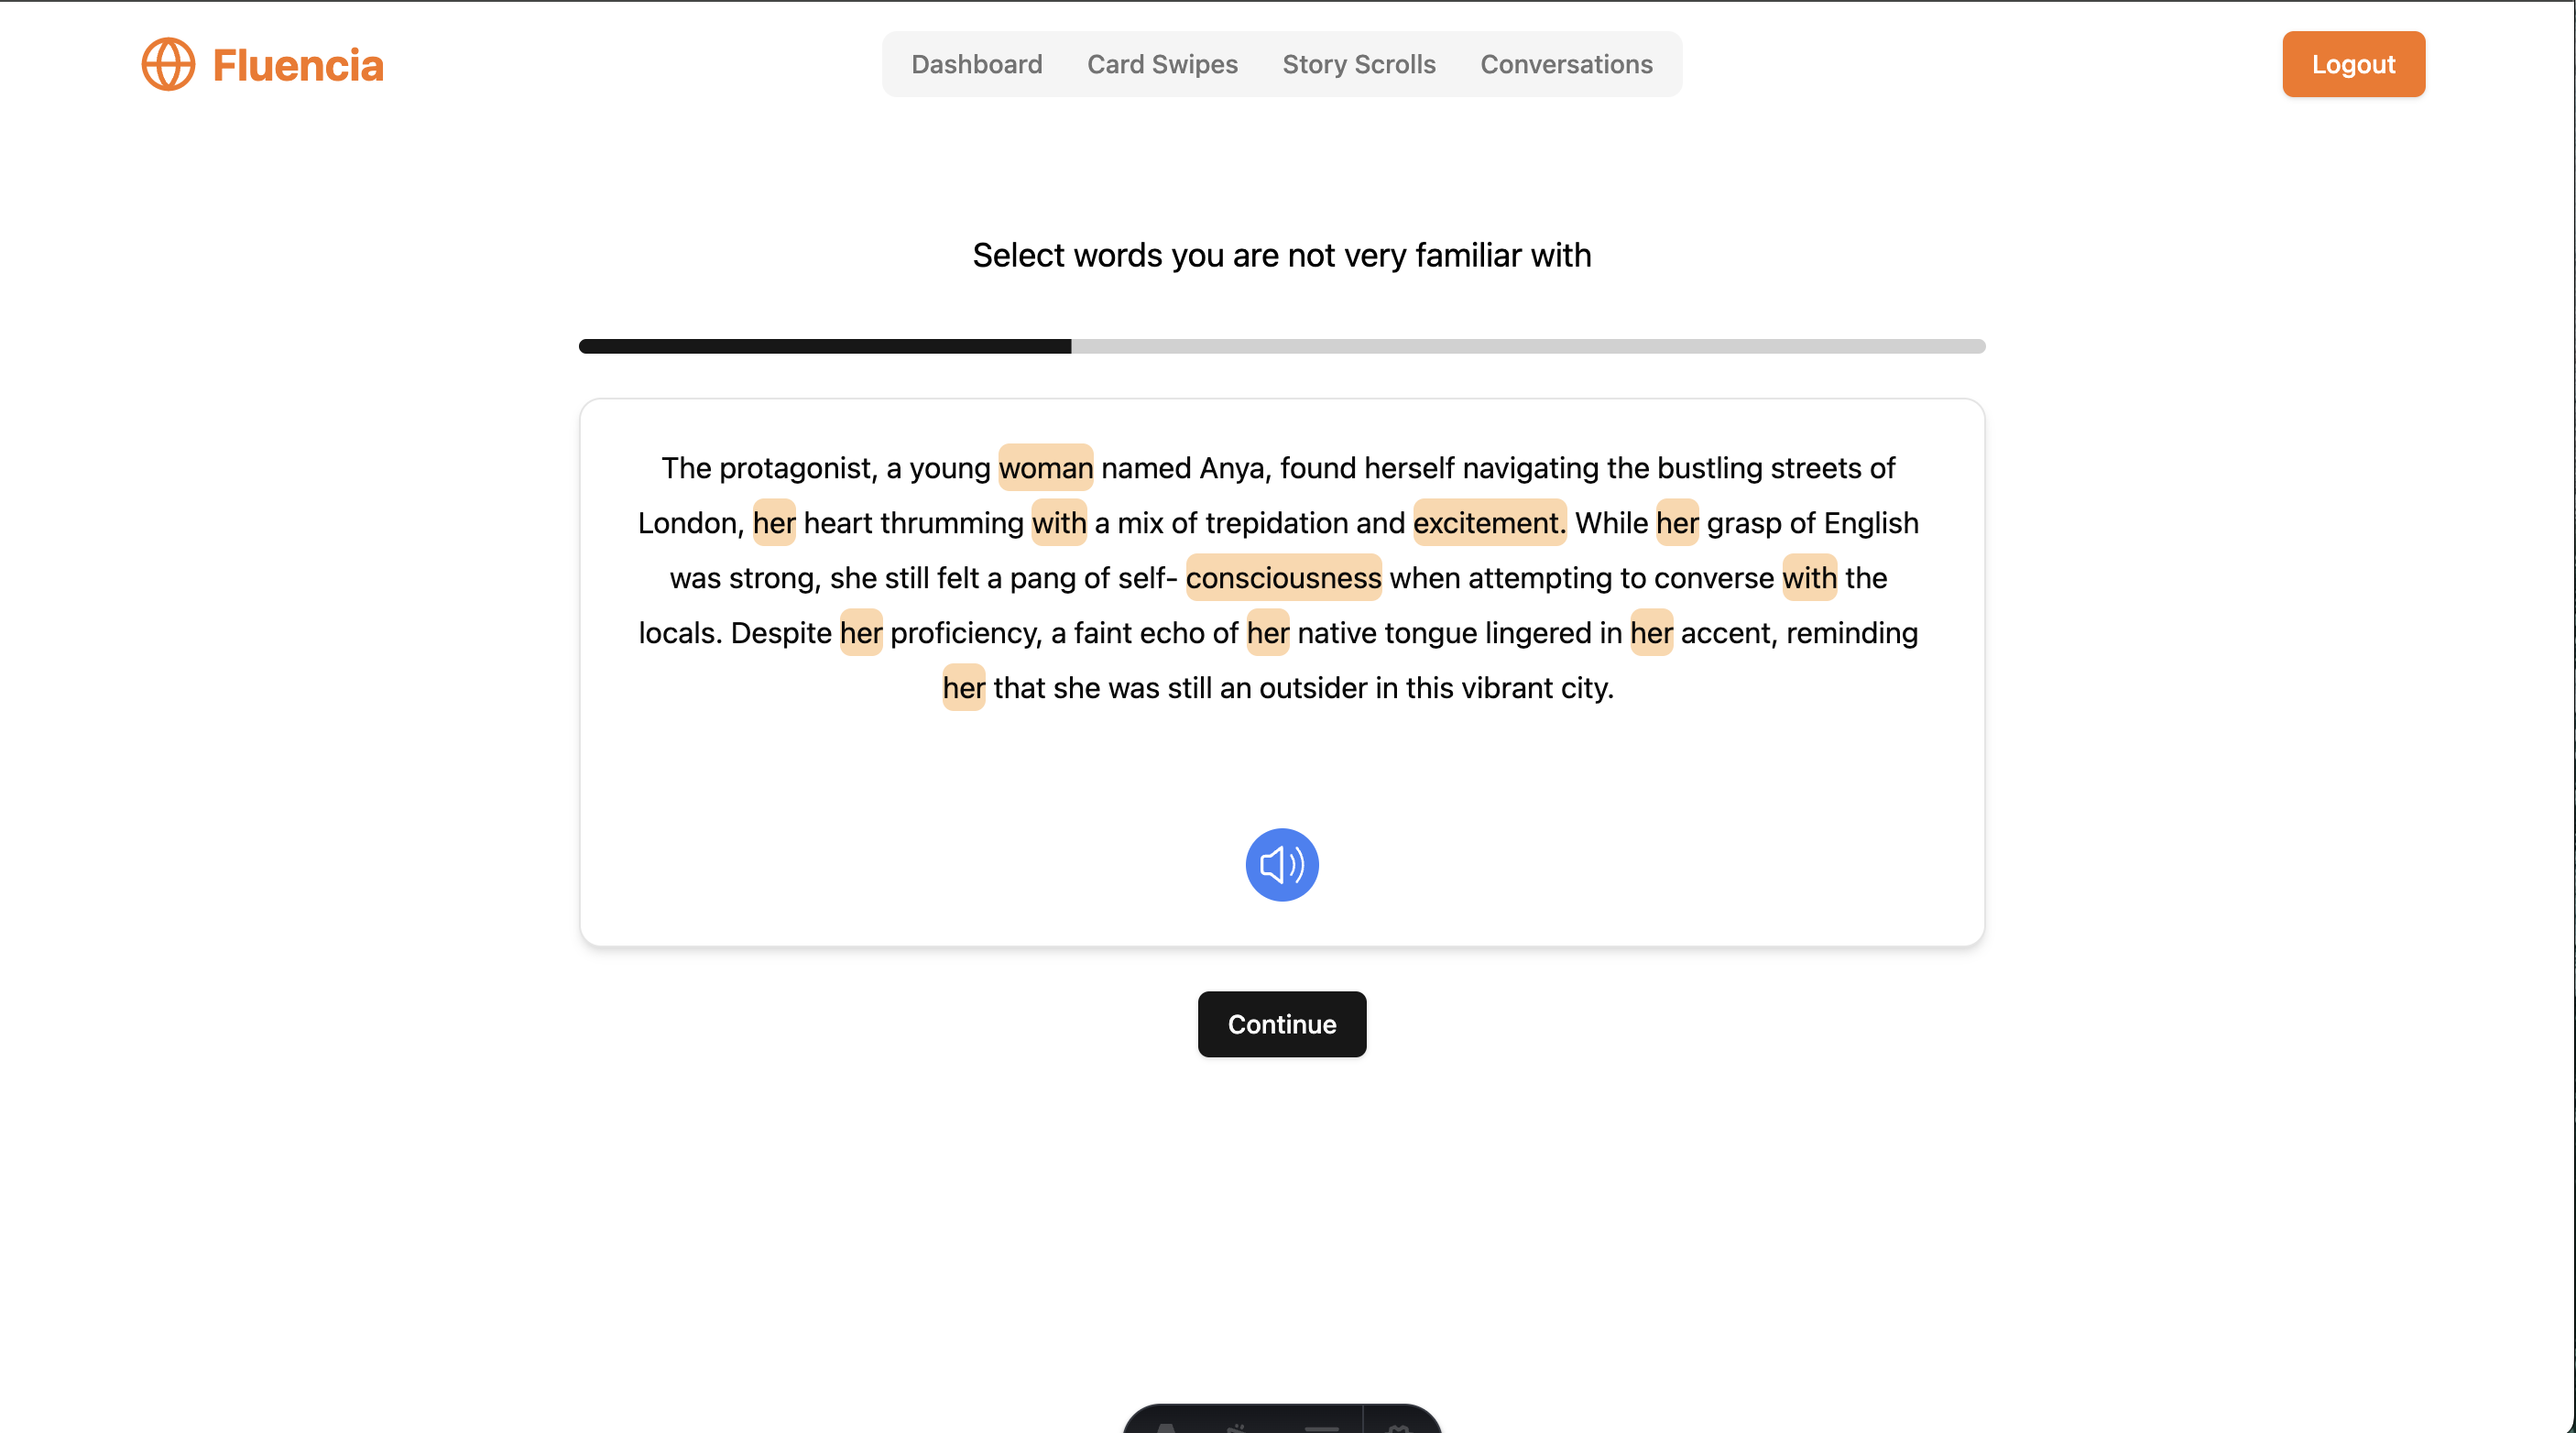 Fluencia
Dashboard Card Swipes Story Scrolls Conversations
Logout
Select words you are not very familiar with
The protagonist, a young woman named Anya, found herself navigating the bustling streets of
London, her heart thrumming with a mix of trepidation and excitement. While her grasp of English
was strong, she still felt a pang of self- consciousness when attempting to converse with the
locals. Despite her proficiency, a faint echo of her native tongue lingered in her accent, reminding
her that she was still an outsider in this vibrant city.
Continue